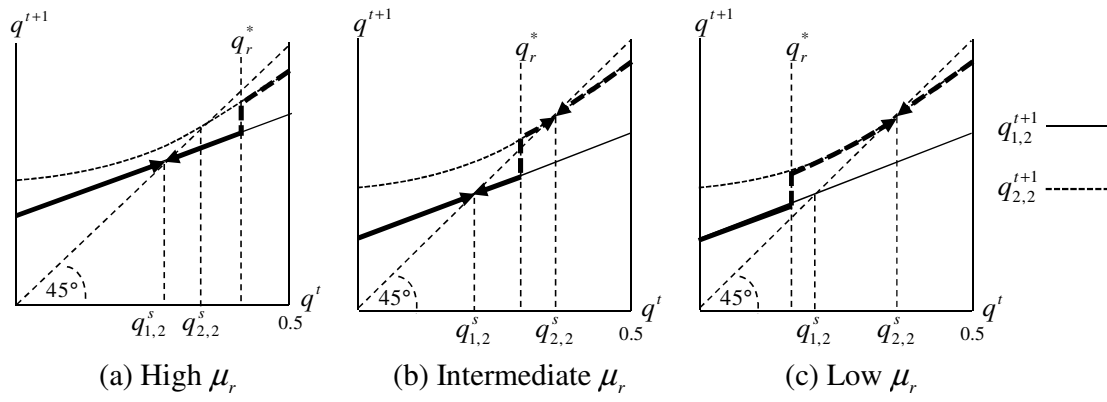 q^{t+1} q_r^* q^{t+1} q_r^* q^{t+1} q_r^*
q_{1,2}^{t+1}
q_{2,2}^{t+1}
45° q^t 45° q^t 45° q^t
q_{1,2}^s q_{2,2}^s 0.5 q_{1,2}^s q_{2,2}^s 0.5 q_{1,2}^s q_{2,2}^s 0.5
(a) High μ_r (b) Intermediate μ_r (c) Low μ_r